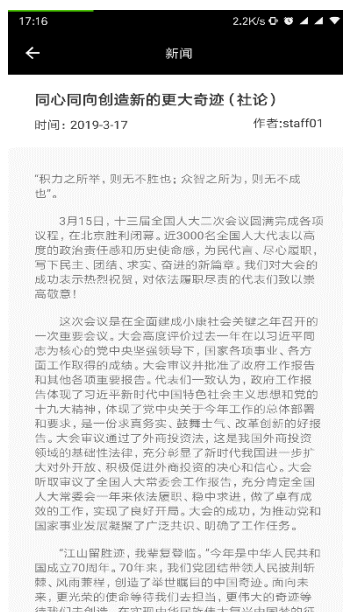 17:16 2.2K/s
新闻
同心同向创造新的更大奇迹（社论）
时间: 2019-3-17 作者:staff01
“积力之所举，则无不胜也；众智之所为，则无不成
也”。
3月15日，十三届全国人大二次会议圆满完成各项
议程，在北京胜利闭幕。近3000名全国人大代表以高
度的政治责任感和历史使命感，为民代言、尽心履职，
写下民主、团结、求实、奋进的新篇章。我们对大会的
成功表示热烈祝贺，对依法履职尽责的代表们致以崇
高敬意！
这次会议是在全面建成小康社会关键之年召开的
一次重要会议。大会高度评价过去一年在以习近平同
志为核心的党中央坚强领导下，国家各项事业、各方
面工作取得的成绩。大会审议并批准了政府工作报告
和其他各项重要报告。代表们一致认为，政府工作报
告体现了习近平新时代中国特色社会主义思想和党的
十九大精神，体现了党中央关于今年工作的总体部署
和要求，是一份求真务实、鼓舞士气、改革创新的好报
告。大会审议通过了外商投资法，这是我国外商投资
领域的基础性法律，充分彰显了新时代我国进一步扩
大对外开放、积极促进外商投资的决心和信心。大会
听取审议了全国人大常委会工作报告，充分肯定全国
人大常委会一年来依法履职、稳中求进，做了卓有成
效的工作，实现了良好开局。大会的成功，为推动党和
国家事业发展凝聚了广泛共识、明确了工作任务。
“江山留胜迹，我辈复登临。”今年是中华人民共和
国成立70周年。70年来，我们党团结带领人民披荆斩
棘、风雨兼程，创造了举世瞩目的中国奇迹。面向未
来，更光荣的使命等待我们去担当，更伟大的奇迹等
待我们去创造。在实现中华民族伟大复兴中国梦的征